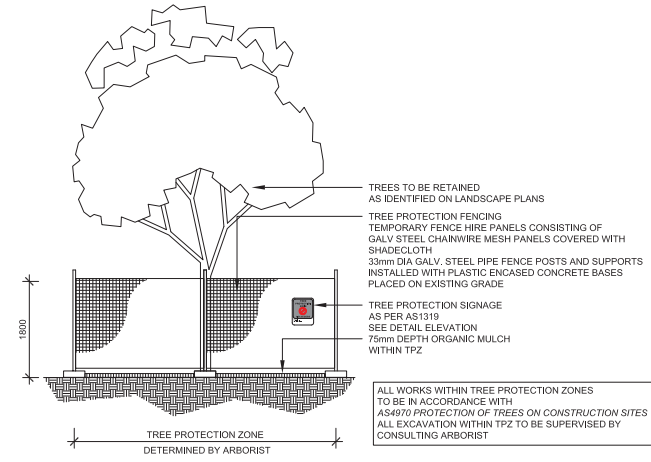 TREES TO BE RETAINED
AS IDENTIFIED ON LANDSCAPE PLANS
TREE PROTECTION FENCING
TEMPORARY FENCE HIRE PANELS CONSISTING OF
GALV STEEL CHAINWIRE MESH PANELS COVERED WITH
SHADECLOTH
33mm DIA GALV. STEEL PIPE FENCE POSTS AND SUPPORTS
INSTALLED WITH PLASTIC ENCASED CONCRETE BASES
PLACED ON EXISTING GRADE
TREE PROTECTION SIGNAGE
AS PER AS1319
SEE DETAIL ELEVATION
75mm DEPTH ORGANIC MULCH
WITHIN TPZ
1800
ALL WORKS WITHIN TREE PROTECTION ZONES
TO BE IN ACCORDANCE WITH
AS4970 PROTECTION OF TREES ON CONSTRUCTION SITES
ALL EXCAVATION WITHIN TPZ TO BE SUPERVISED BY
CONSULTING ARBORIST
TREE PROTECTION ZONE
DETERMINED BY ARBORIST